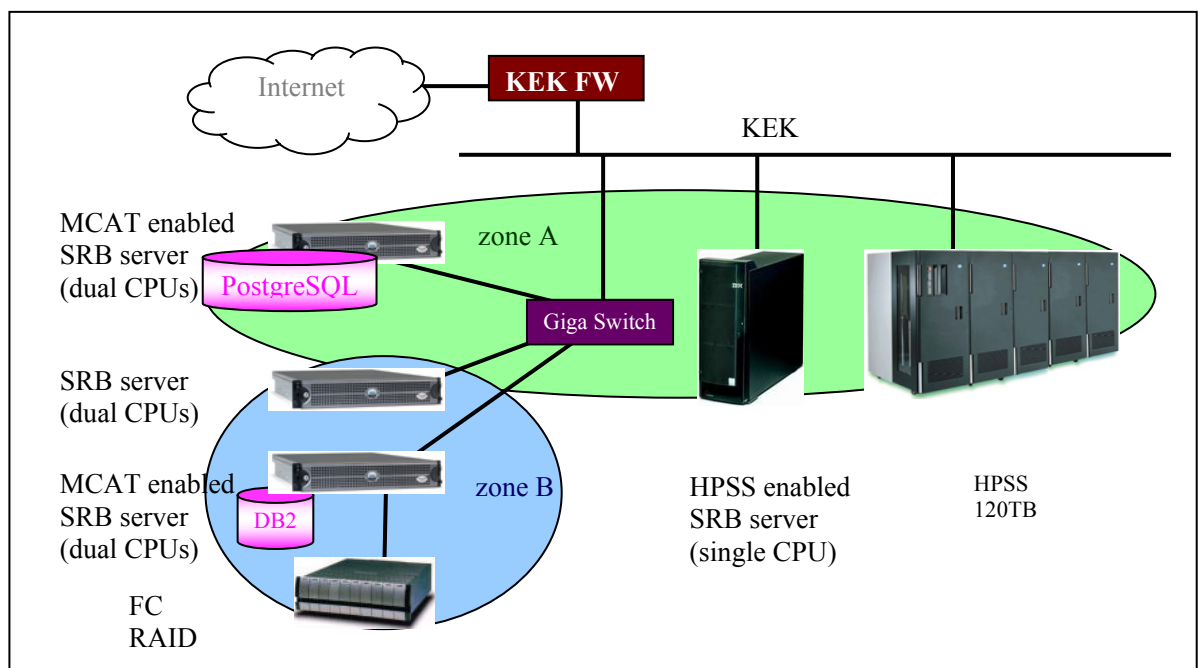 Internet
KEK FW
KEK
MCAT enabled
SRB server
(dual CPUs)
PostgreSQL
zone A
Giga Switch
SRB server
(dual CPUs)
MCAT enabled
SRB server
(dual CPUs)
DB2
zone B
FC
RAID
HPSS enabled
SRB server
(single CPU)
HPSS
120TB